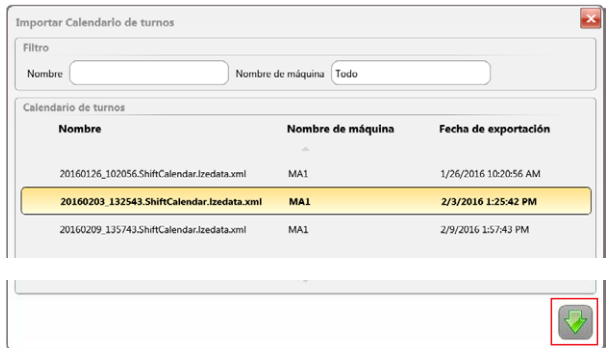 Importar Calendario de turnos
Filtro
Nombre Nombre de máquina Todo
Calendario de turnos
Nombre Nombre de máquina Fecha de exportación
20160126_102056.ShiftCalendar.lzedata.xml MA1 1/26/2016 10:20:56 AM
20160203_132543.ShiftCalendar.lzedata.xml MA1 2/3/2016 1:25:42 PM
20160209_135743.ShiftCalendar.lzedata.xml MA1 2/9/2016 1:57:43 PM